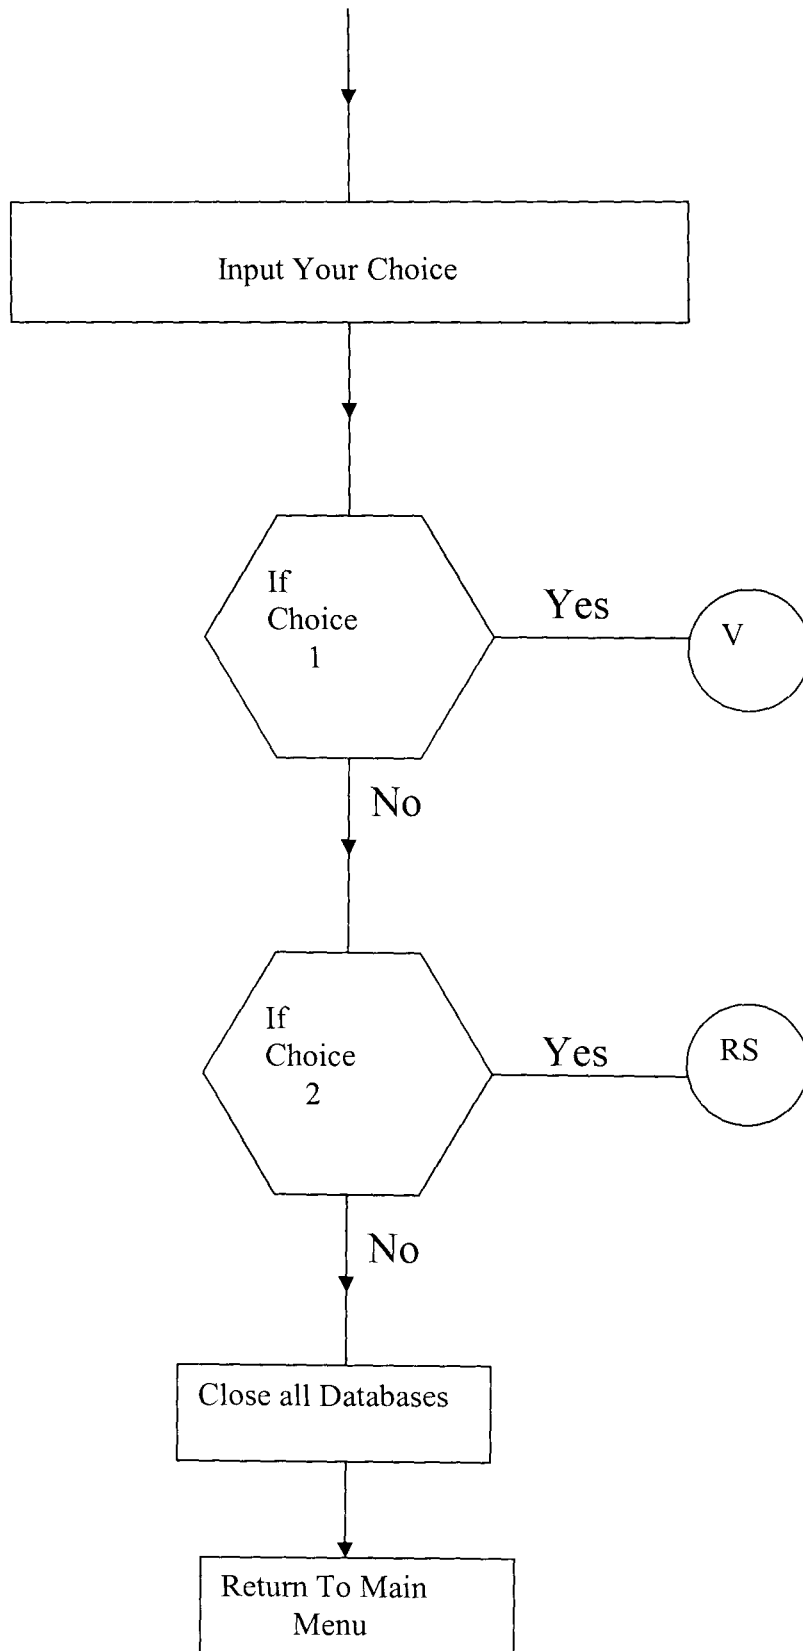 Input Your Choice
If
Choice
1
Yes
V
No
If
Choice
2
Yes
RS
No
Close all Databases
Return To Main
Menu